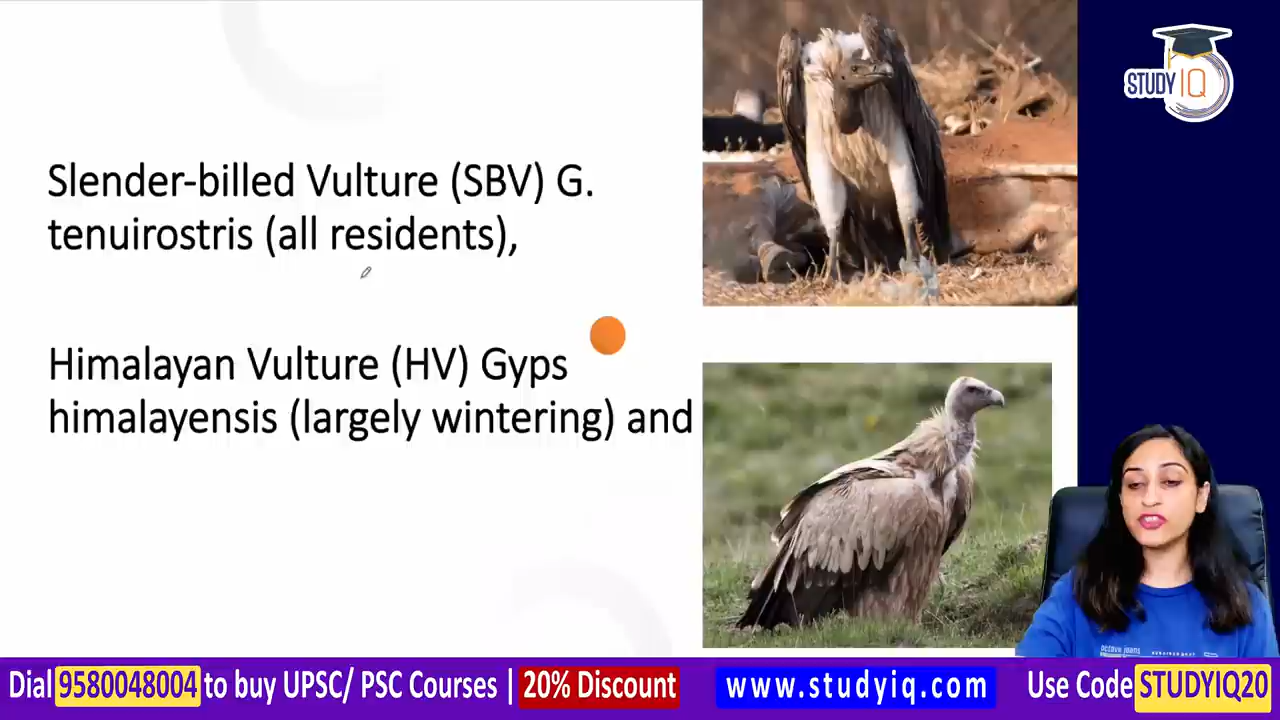 Slender-billed Vulture (SBV) G.
tenuirostris (all residents),
Himalayan Vulture (HV) Gyps
himalayensis (largely wintering) and
STUDY IQ
Dial 9580048004 to buy UPSC/ PSC Courses | 20% Discount www.studyiq.com Use Code STUDYIQ20